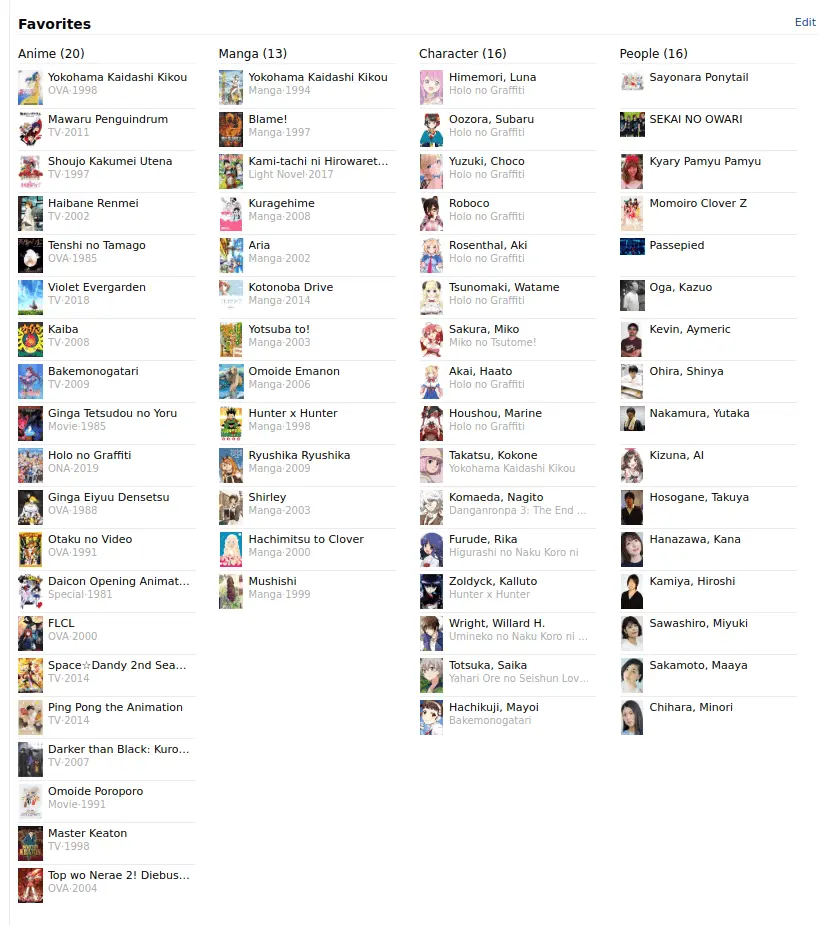 Favorites
Edit
Anime (20)
Yokohama Kaidashi Kikou
OVA·1998
Mawaru Penguindrum
TV·2011
Shoujo Kakumei Utena
TV·1997
Haibane Renmei
TV·2002
Tenshi no Tamago
OVA·1985
Violet Evergarden
TV·2018
Kaiba
TV·2008
Bakemonogatari
TV·2009
Ginga Tetsudou no Yoru
Movie·1985
Holo no Graffiti
ONA·2019
Ginga Eiyuu Densetsu
OVA·1988
Otaku no Video
OVA·1991
Daicon Opening Animat...
Special·1981
FLCL
OVA·2000
Space☆Dandy 2nd Sea...
TV·2014
Ping Pong the Animation
TV·2014
Darker than Black: Kuro...
TV·2007
Omoide Poroporo
Movie·1991
Master Keaton
TV·1998
Top wo Nerae 2! Diebus...
OVA·2004
Manga (13)
Yokohama Kaidashi Kikou
Manga·1994
Blame!
Manga·1997
Kami-tachi ni Hirowaret...
Light Novel·2017
Kuragehime
Manga·2008
Aria
Manga·2002
Kotonoba Drive
Manga·2014
Yotsuba to!
Manga·2003
Omoide Emanon
Manga·2006
Hunter x Hunter
Manga·1998
Ryushika Ryushika
Manga·2009
Shirley
Manga·2003
Hachimitsu to Clover
Manga·2000
Mushishi
Manga·1999
Character (16)
Himemori, Luna
Holo no Graffiti
Oozora, Subaru
Holo no Graffiti
Yuzuki, Choco
Holo no Graffiti
Roboco
Holo no Graffiti
Rosenthal, Aki
Holo no Graffiti
Tsunomaki, Watame
Holo no Graffiti
Sakura, Miko
Miko no Tsutome!
Akai, Haato
Holo no Graffiti
Houshou, Marine
Holo no Graffiti
Takatsu, Kokone
Yokohama Kaidashi Kikou
Komaeda, Nagito
Danganronpa 3: The End ...
Furude, Rika
Higurashi no Naku Koro ni
Zoldyck, Kalluto
Hunter x Hunter
Wright, Willard H.
Umineko no Naku Koro ni ...
Totsuka, Saika
Yahari Ore no Seishun Lov...
Hachikuji, Mayoi
Bakemonogatari
People (16)
Sayonara Ponytail
SEKAI NO OWARI
Kyary Pamyu Pamyu
Momoiro Clover Z
Passepied
Oga, Kazuo
Kevin, Aymeric
Ohira, Shinya
Nakamura, Yutaka
Kizuna, AI
Hosogane, Takuya
Hanazawa, Kana
Kamiya, Hiroshi
Sawashiro, Miyuki
Sakamoto, Maaya
Chihara, Minori